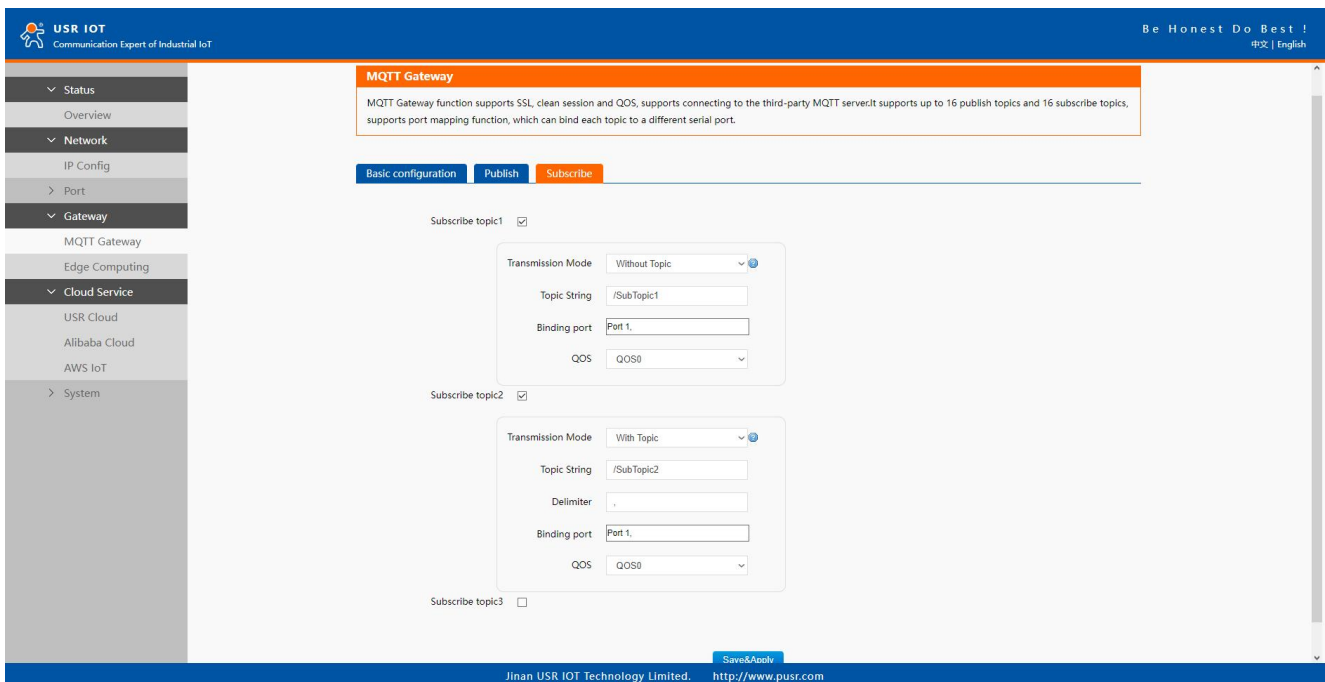 USR IOT
Communication Expert of Industrial IoT
Be Honest Do Best !
中文 | English
Status
Overview
Network
IP Config
Port
Gateway
MQTT Gateway
Edge Computing
Cloud Service
USR Cloud
Alibaba Cloud
AWS IoT
System
MQTT Gateway
MQTT Gateway function supports SSL, clean session and QOS, supports connecting to the third-party MQTT server.It supports up to 16 publish topics and 16 subscribe topics,
supports port mapping function, which can bind each topic to a different serial port.
Basic configuration Publish Subscribe
Subscribe topic1
Transmission Mode Without Topic
Topic String /SubTopic1
Binding port Port 1,
QOS QOS0
Subscribe topic2
Transmission Mode With Topic
Topic String /SubTopic2
Delimiter ,
Binding port Port 1,
QOS QOS0
Subscribe topic3
Save&Apply
Jinan USR IOT Technology Limited. http://www.pusr.com